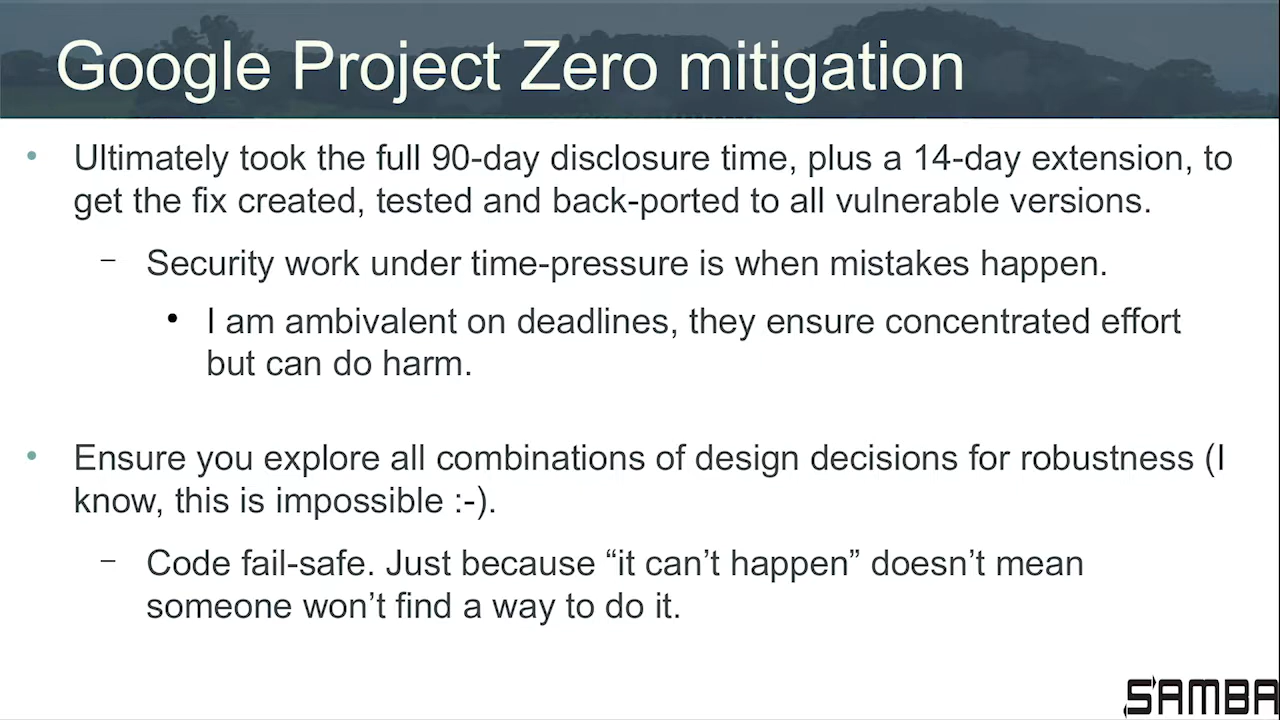 Google Project Zero mitigation
• Ultimately took the full 90-day disclosure time, plus a 14-day extension, to
get the fix created, tested and back-ported to all vulnerable versions.
– Security work under time-pressure is when mistakes happen.
• I am ambivalent on deadlines, they ensure concentrated effort
but can do harm.
• Ensure you explore all combinations of design decisions for robustness (I
know, this is impossible :-).
– Code fail-safe. Just because “it can’t happen” doesn’t mean
someone won’t find a way to do it.
SAMBA